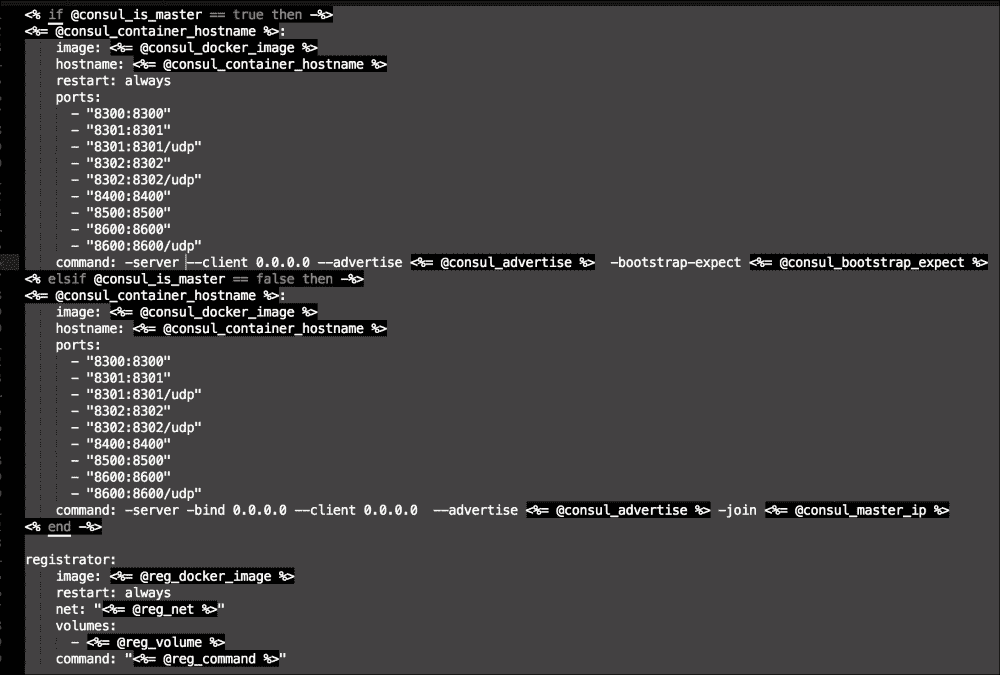 <% if @consul_is_master == true then -%>
<%= @consul_container_hostname %>:
    image: <%= @consul_docker_image %>
    hostname: <%= @consul_container_hostname %>
    restart: always
    ports:
      - "8300:8300"
      - "8301:8301"
      - "8301:8301/udp"
      - "8302:8302"
      - "8302:8302/udp"
      - "8400:8400"
      - "8500:8500"
      - "8600:8600"
      - "8600:8600/udp"
    command: -server --client 0.0.0.0 --advertise <%= @consul_advertise %>  -bootstrap-expect <%= @consul_bootstrap_expect %>
<% elsif @consul_is_master == false then -%>
<%= @consul_container_hostname %>:
    image: <%= @consul_docker_image %>
    hostname: <%= @consul_container_hostname %>
    ports:
      - "8300:8300"
      - "8301:8301"
      - "8301:8301/udp"
      - "8302:8302"
      - "8302:8302/udp"
      - "8400:8400"
      - "8500:8500"
      - "8600:8600"
      - "8600:8600/udp"
    command: -server -bind 0.0.0.0 --client 0.0.0.0  --advertise <%= @consul_advertise %> -join <%= @consul_master_ip %>
<% end -%>

registrator:
    image: <%= @reg_docker_image %>
    restart: always
    net: "<%= @reg_net %>"
    volumes:
      - <%= @reg_volume %>
    command: "<%= @reg_command %>"